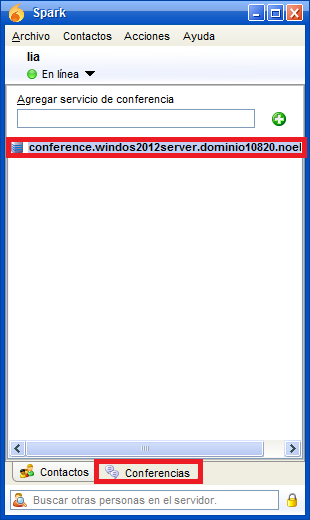 Spark
Archivo Contactos Acciones Ayuda
lia
En línea
Agregar servicio de conferencia
conference.windos2012server.dominio10820.noel
Contactos Conferencias
Buscar otras personas en el servidor.